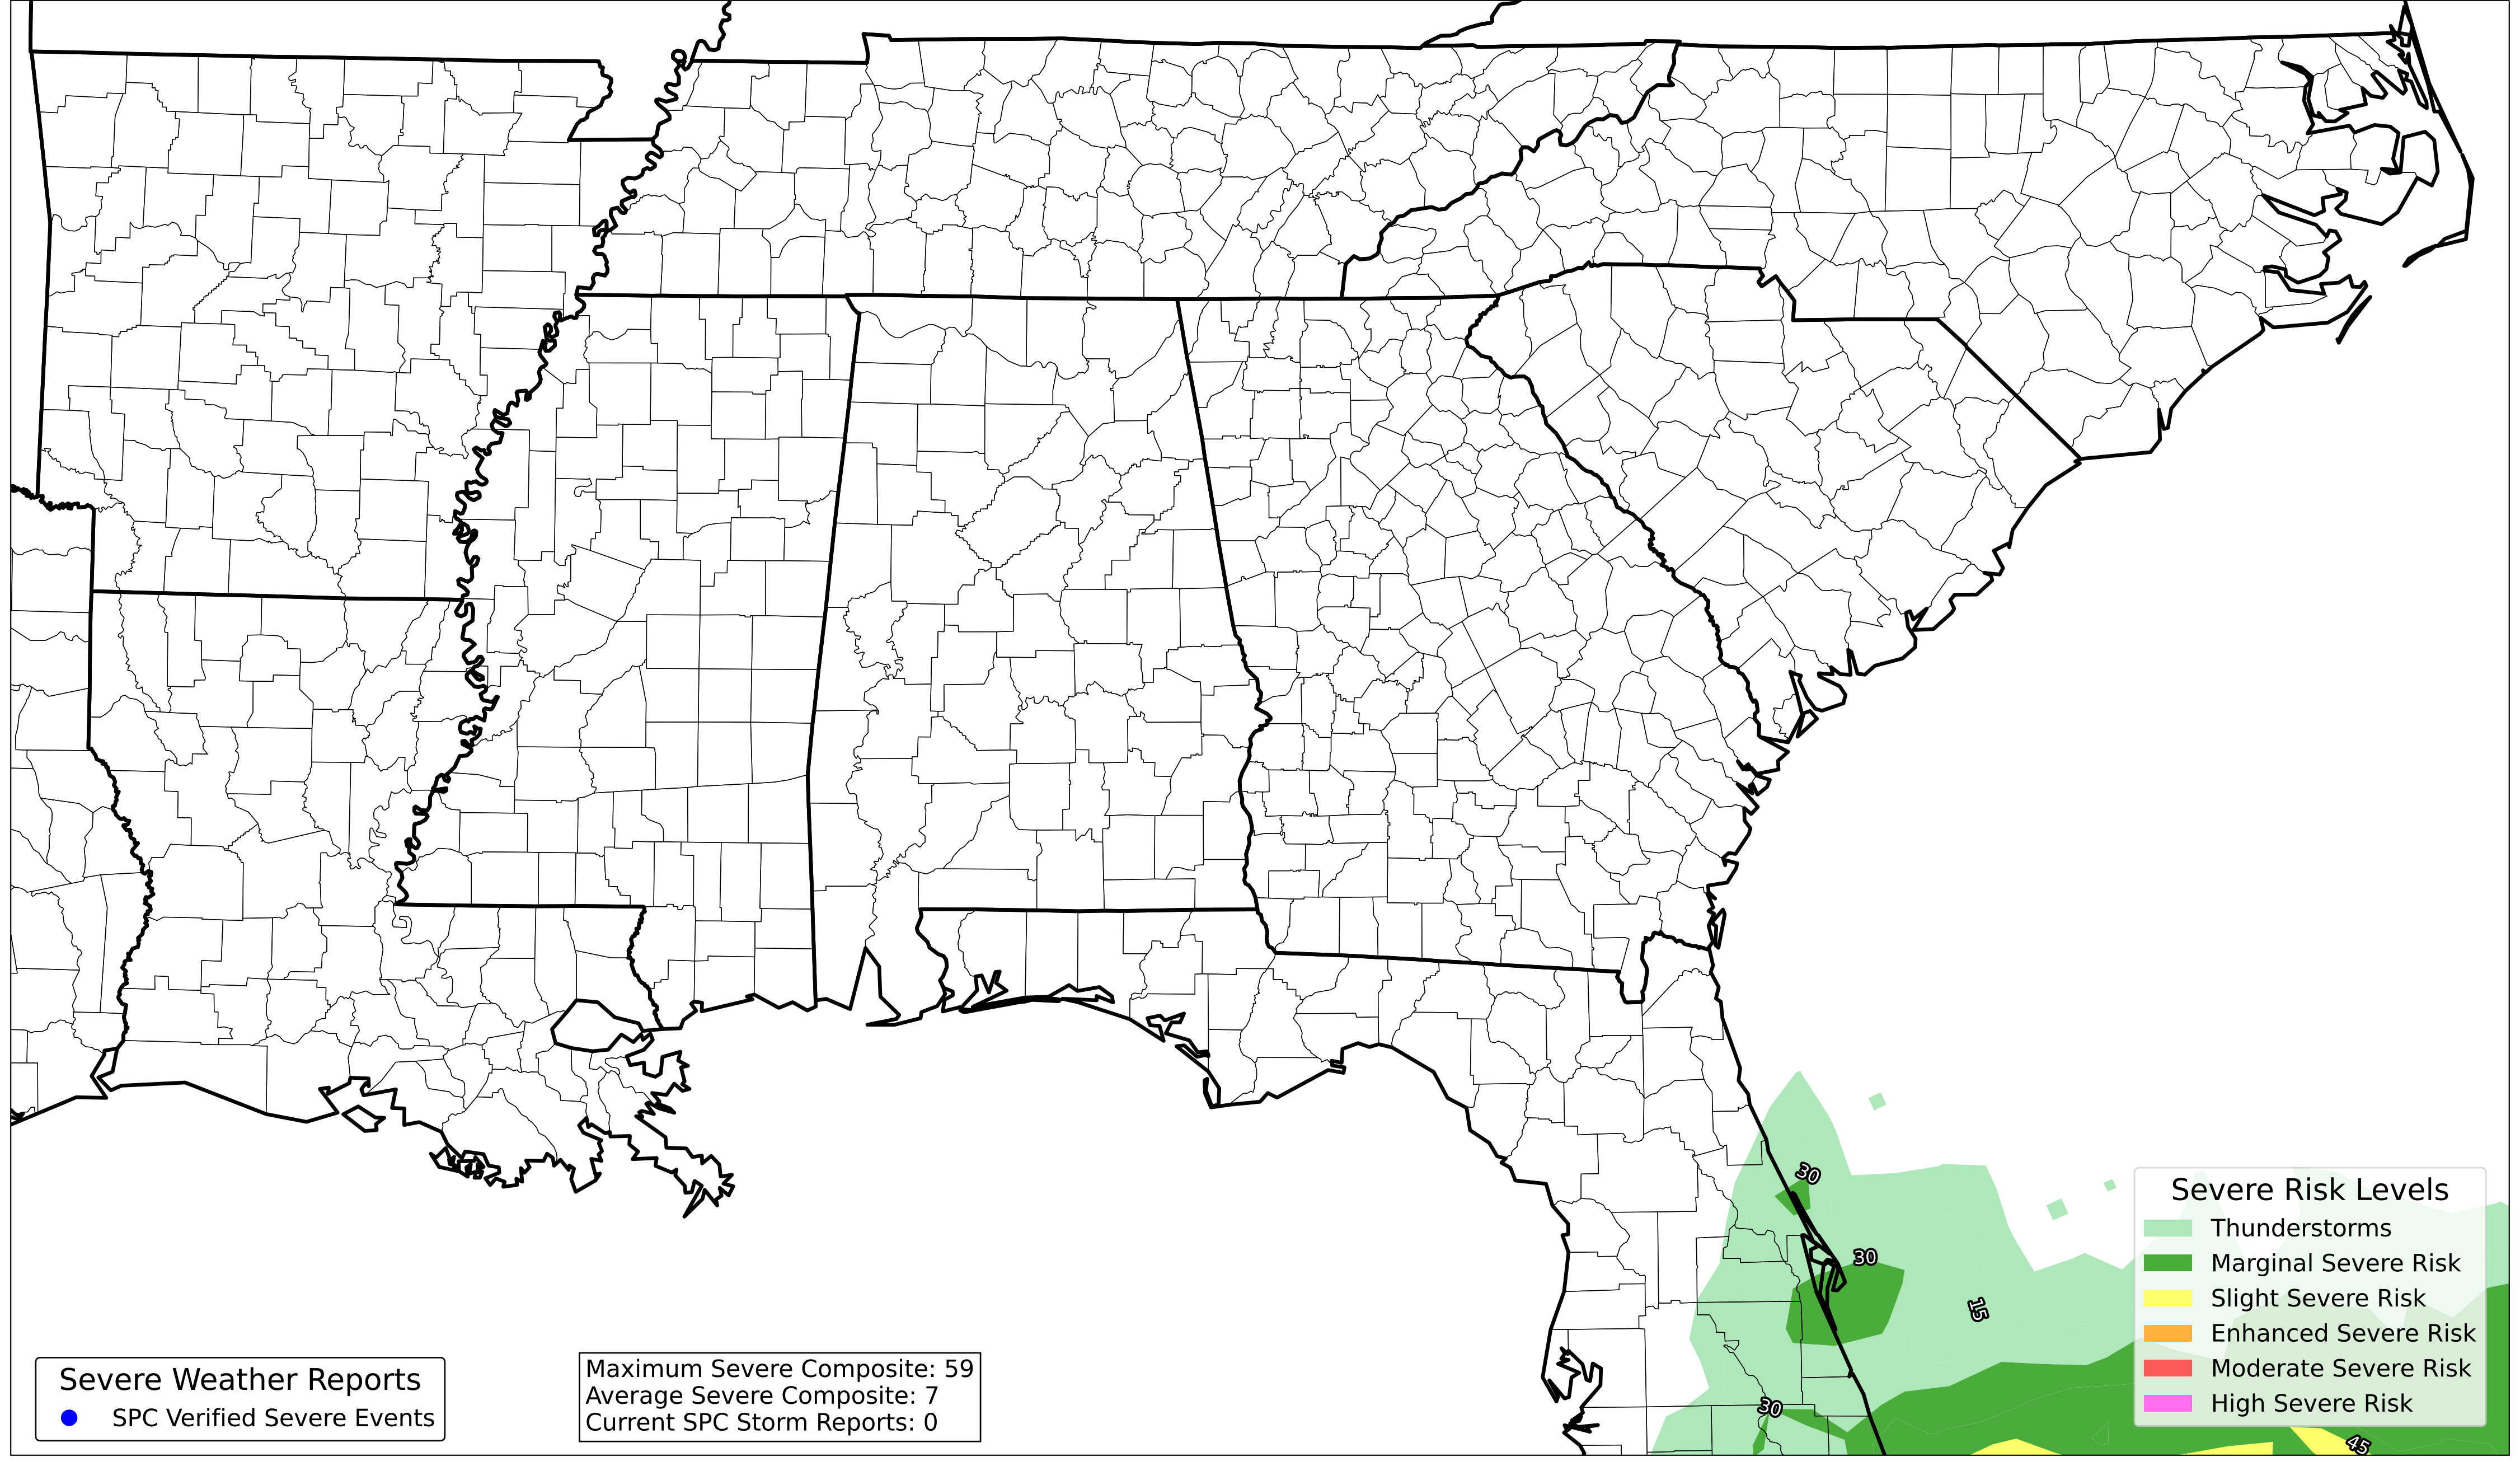 30
30
15
30
45
Severe Risk Levels
Thunderstorms
Marginal Severe Risk
Slight Severe Risk
Enhanced Severe Risk
Moderate Severe Risk
High Severe Risk
Severe Weather Reports
SPC Verified Severe Events
Maximum Severe Composite: 59
Average Severe Composite: 7
Current SPC Storm Reports: 0